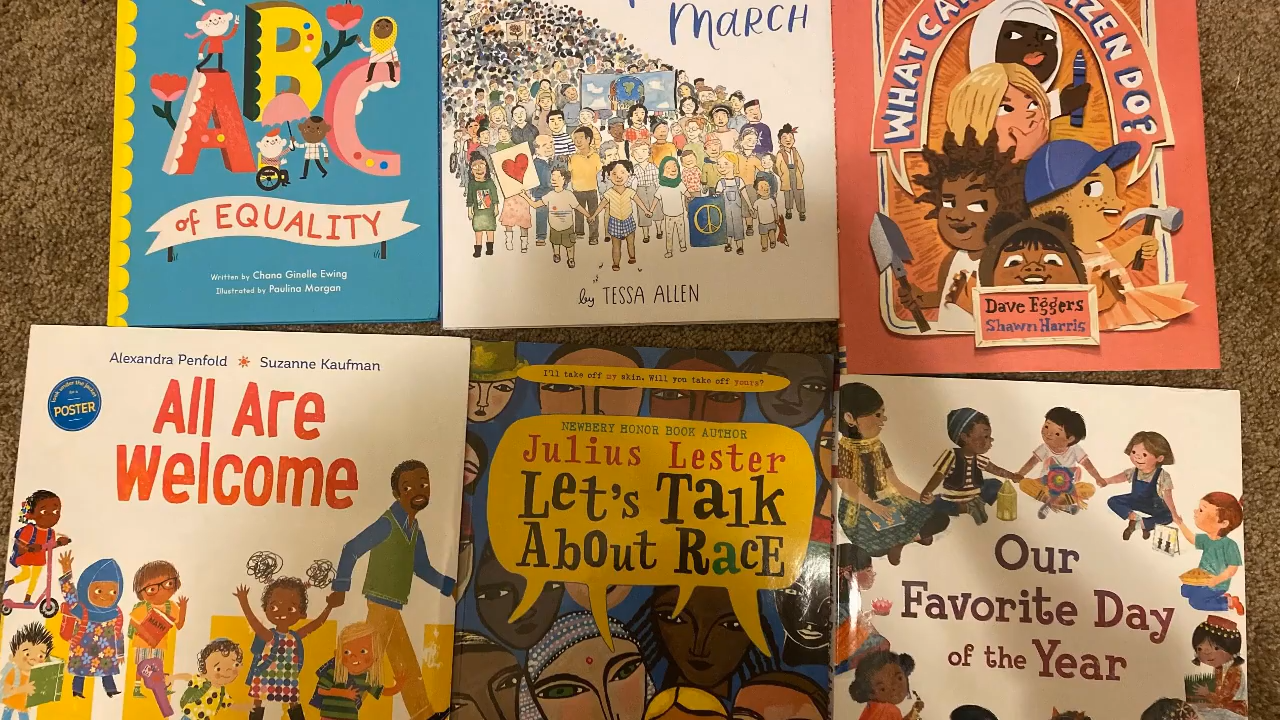 ABC
of EQUALITY
Written by Chana Ginelle Ewing
Illustrated by Paulina Morgan
MARCH
by TESSA ALLEN
WHAT CAN A CITIZEN DO?
Dave Eggers
Shawn Harris
Alexandra Penfold Suzanne Kaufman
POSTER
All Are
Welcome
MATH
I'll take off my skin. Will you take off yours?
NEWBERY HONOR BOOK AUTHOR
Julius Lester
Let's Talk
About Race
Our
Favorite Day
of the Year